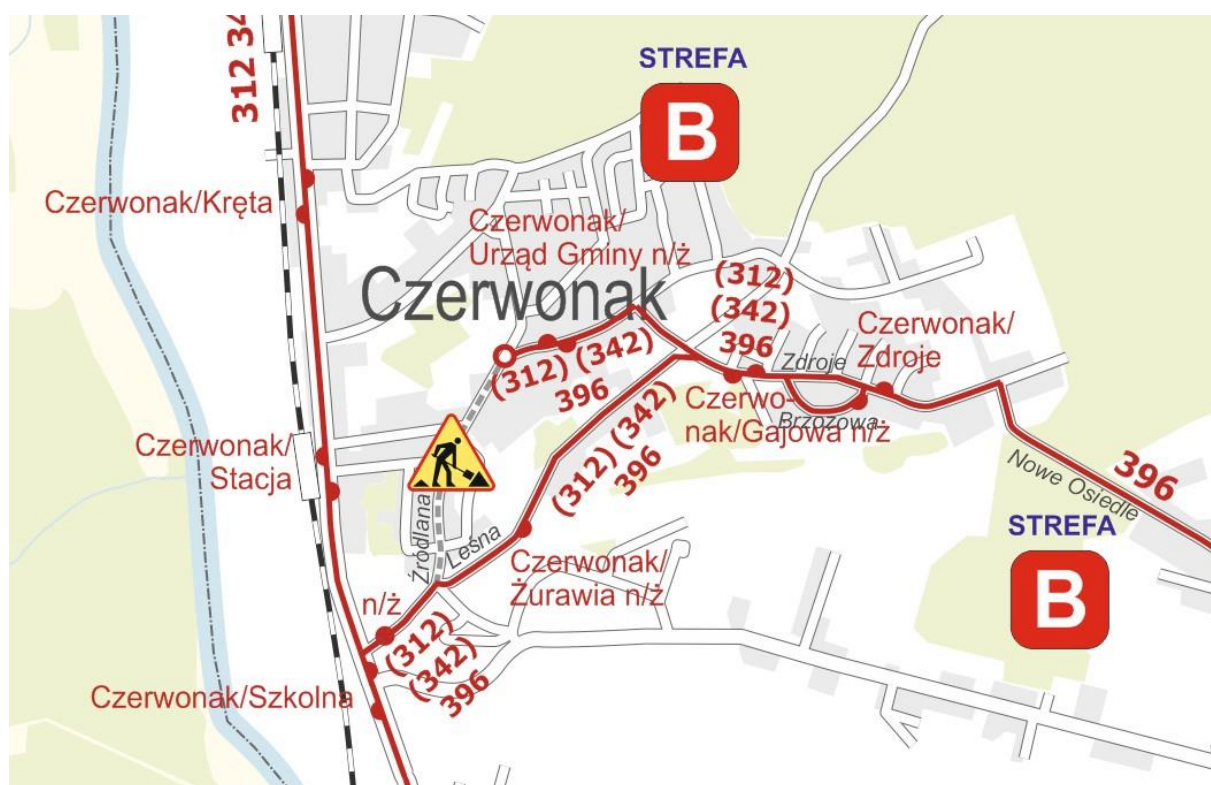 312 34
STREFA
B
Czerwonak/Kręta
Czerwonak/
Urząd Gminy n/ż
Czerwonak
(312)
(342)
396
Czerwonak/
Zdroje
Zdroje
(312) (342)
396
Czerwo-
nak/Gajowa n/ż
Brzozowa
(312) (342)
396
Czerwonak/
Stacja
Nowe Osiedle
396
STREFA
B
Źródlana
Leśna
Czerwonak/
Żurawia n/ż
n/ż
(312)
(342)
396
Czerwonak/Szkolna